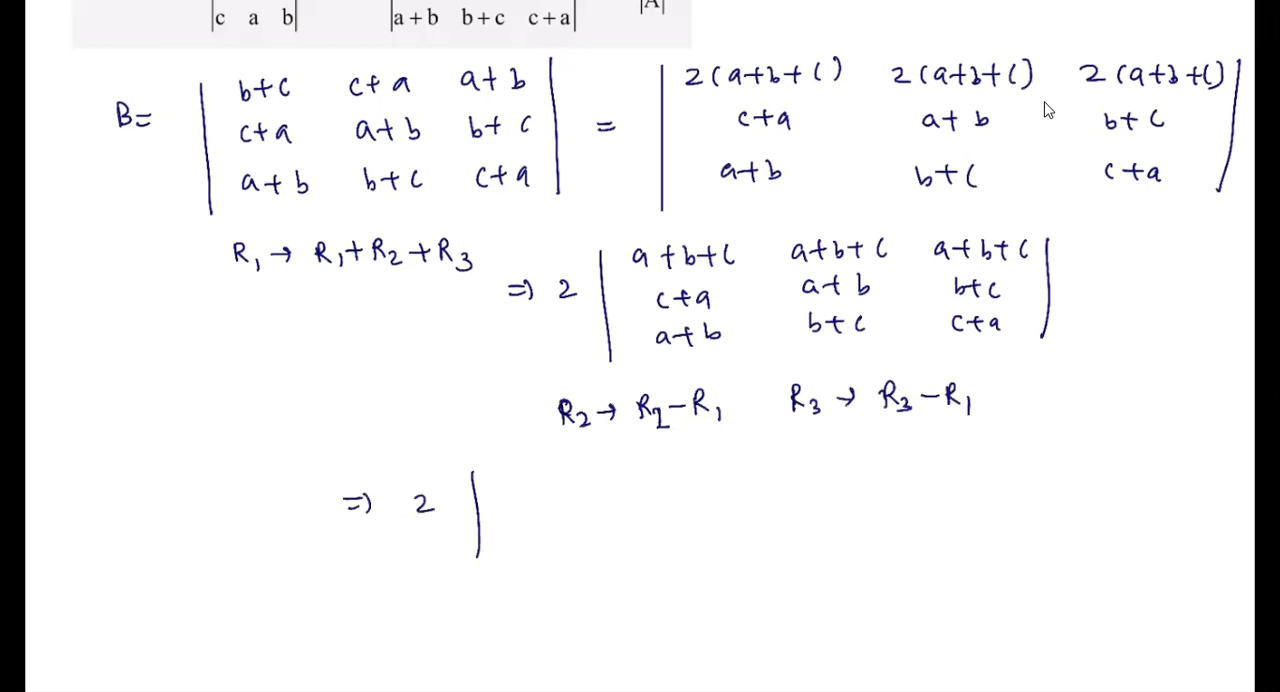 |c a b| |a+b b+c c+a| |A|
B= | b+c c+a a+b | = | 2(a+b+c) 2(a+b+c) 2(a+b+c) |
| c+a a+b b+c | | c+a a+b b+c |
| a+b b+c c+a | | a+b b+c c+a |
R₁→ R₁+R₂+R₃
=) 2 | a+b+c a+b+c a+b+c |
| c+a a+b b+c |
| a+b b+c c+a |
R₂→ R₂-R₁ R₃→ R₃-R₁
=) 2 |